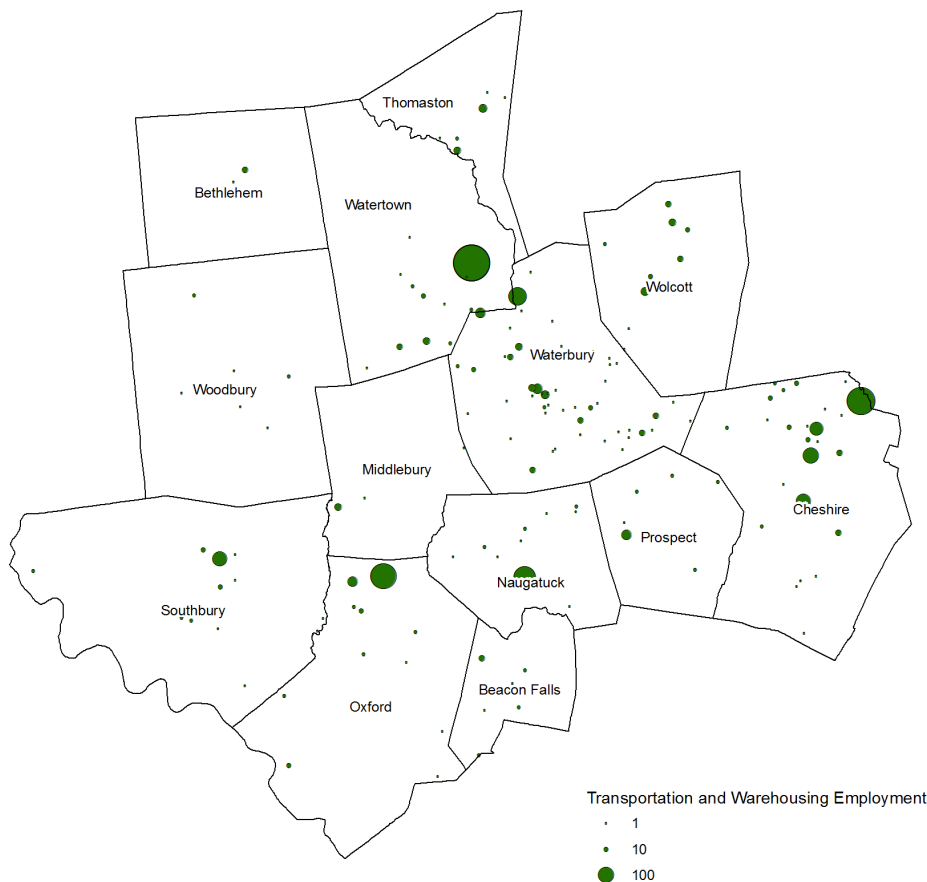 Thomaston
Bethlehem
Watertown
Wolcott
Waterbury
Woodbury
Middlebury
Cheshire
Prospect
Naugatuck
Southbury
Beacon Falls
Oxford
Transportation and Warehousing Employment
1
10
100